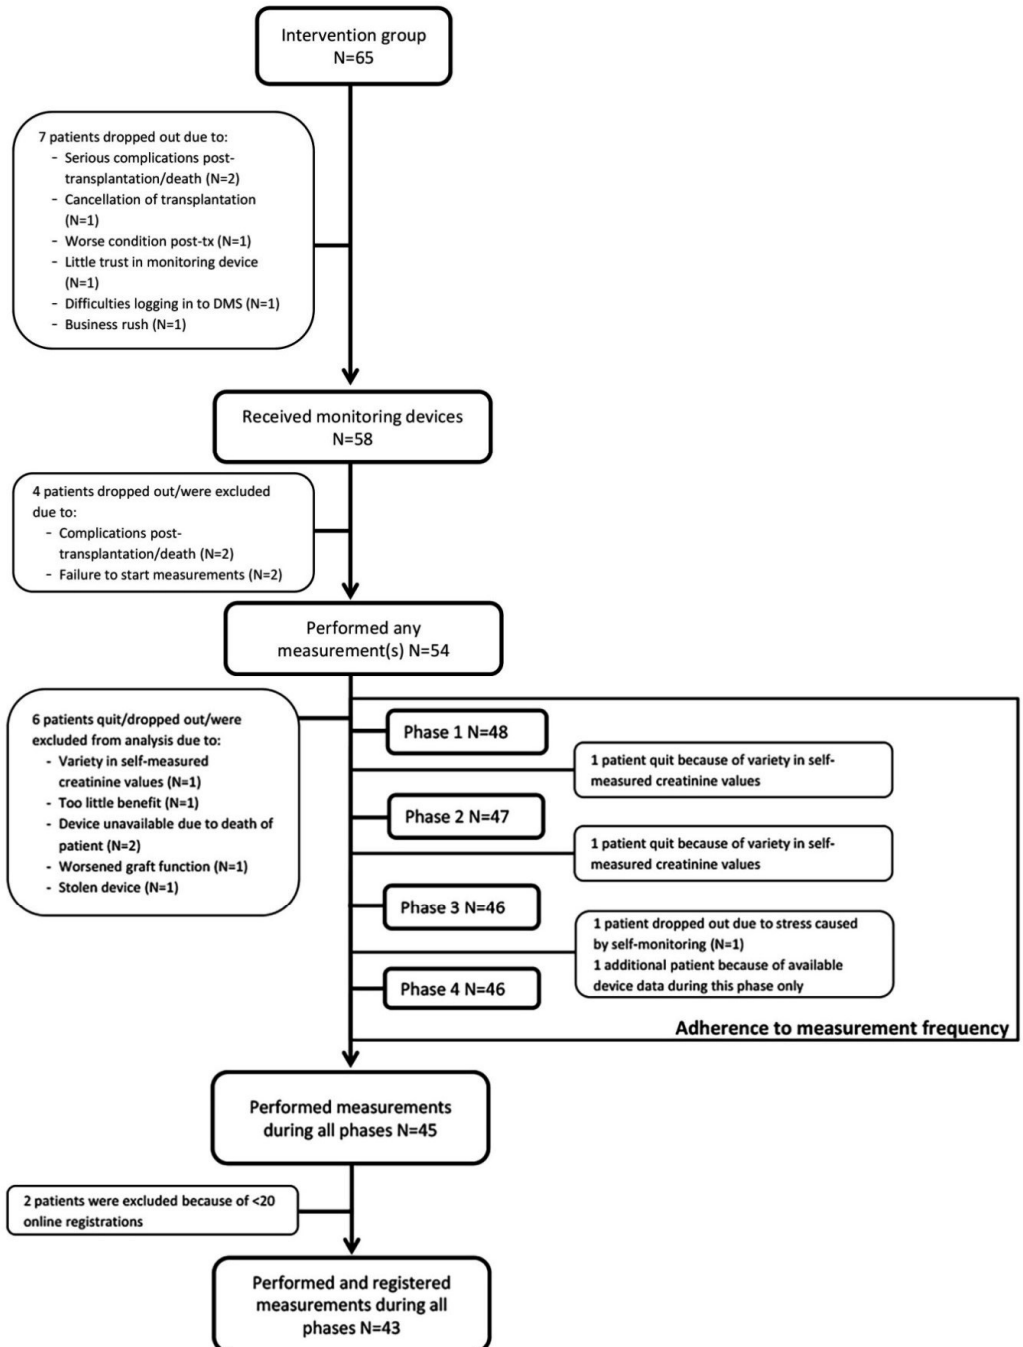 Intervention group
N=65
7 patients dropped out due to:
- Serious complications post-
transplantation/death (N=2)
- Cancellation of transplantation
(N=1)
- Worse condition post-tx (N=1)
- Little trust in monitoring device
(N=1)
- Difficulties logging in to DMS (N=1)
- Business rush (N=1)
Received monitoring devices
N=58
4 patients dropped out/were excluded
due to:
- Complications post-
transplantation/death (N=2)
- Failure to start measurements (N=2)
Performed any
measurement(s) N=54
6 patients quit/dropped out/were
excluded from analysis due to:
- Variety in self-measured
creatinine values (N=1)
- Too little benefit (N=1)
- Device unavailable due to death of
patient (N=2)
- Worsened graft function (N=1)
- Stolen device (N=1)
Phase 1 N=48
1 patient quit because of variety in self-
measured creatinine values
Phase 2 N=47
1 patient quit because of variety in self-
measured creatinine values
Phase 3 N=46
1 patient dropped out due to stress caused
by self-monitoring (N=1)
1 additional patient because of available
device data during this phase only
Phase 4 N=46
Adherence to measurement frequency
Performed measurements
during all phases N=45
2 patients were excluded because of <20
online registrations
Performed and registered
measurements during all
phases N=43